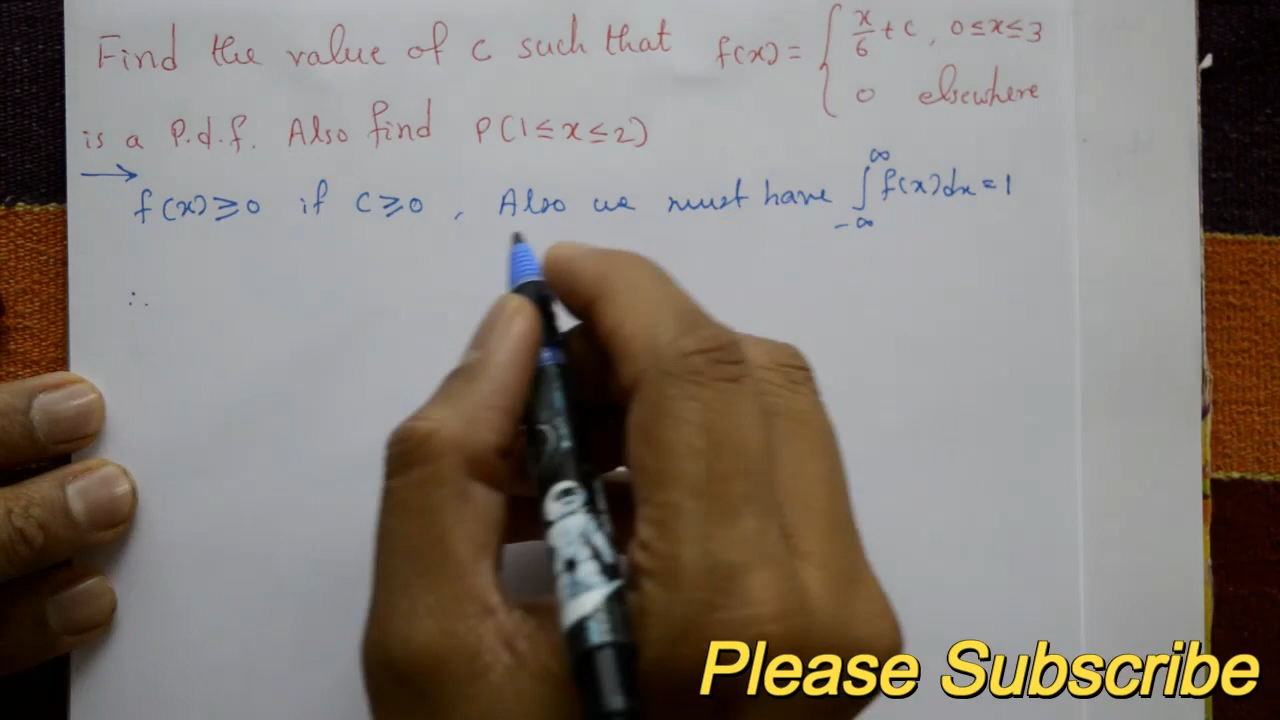 Find the value of c such that f(x) = { x/6 + c, 0≤x≤3
0 elsewhere
is a P.d.f. Also find P(1≤x≤2)
→ f(x)≥0 if c≥0, Also we must have ∫_{-∞}^{∞} f(x)dx = 1
∴
Please Subscribe